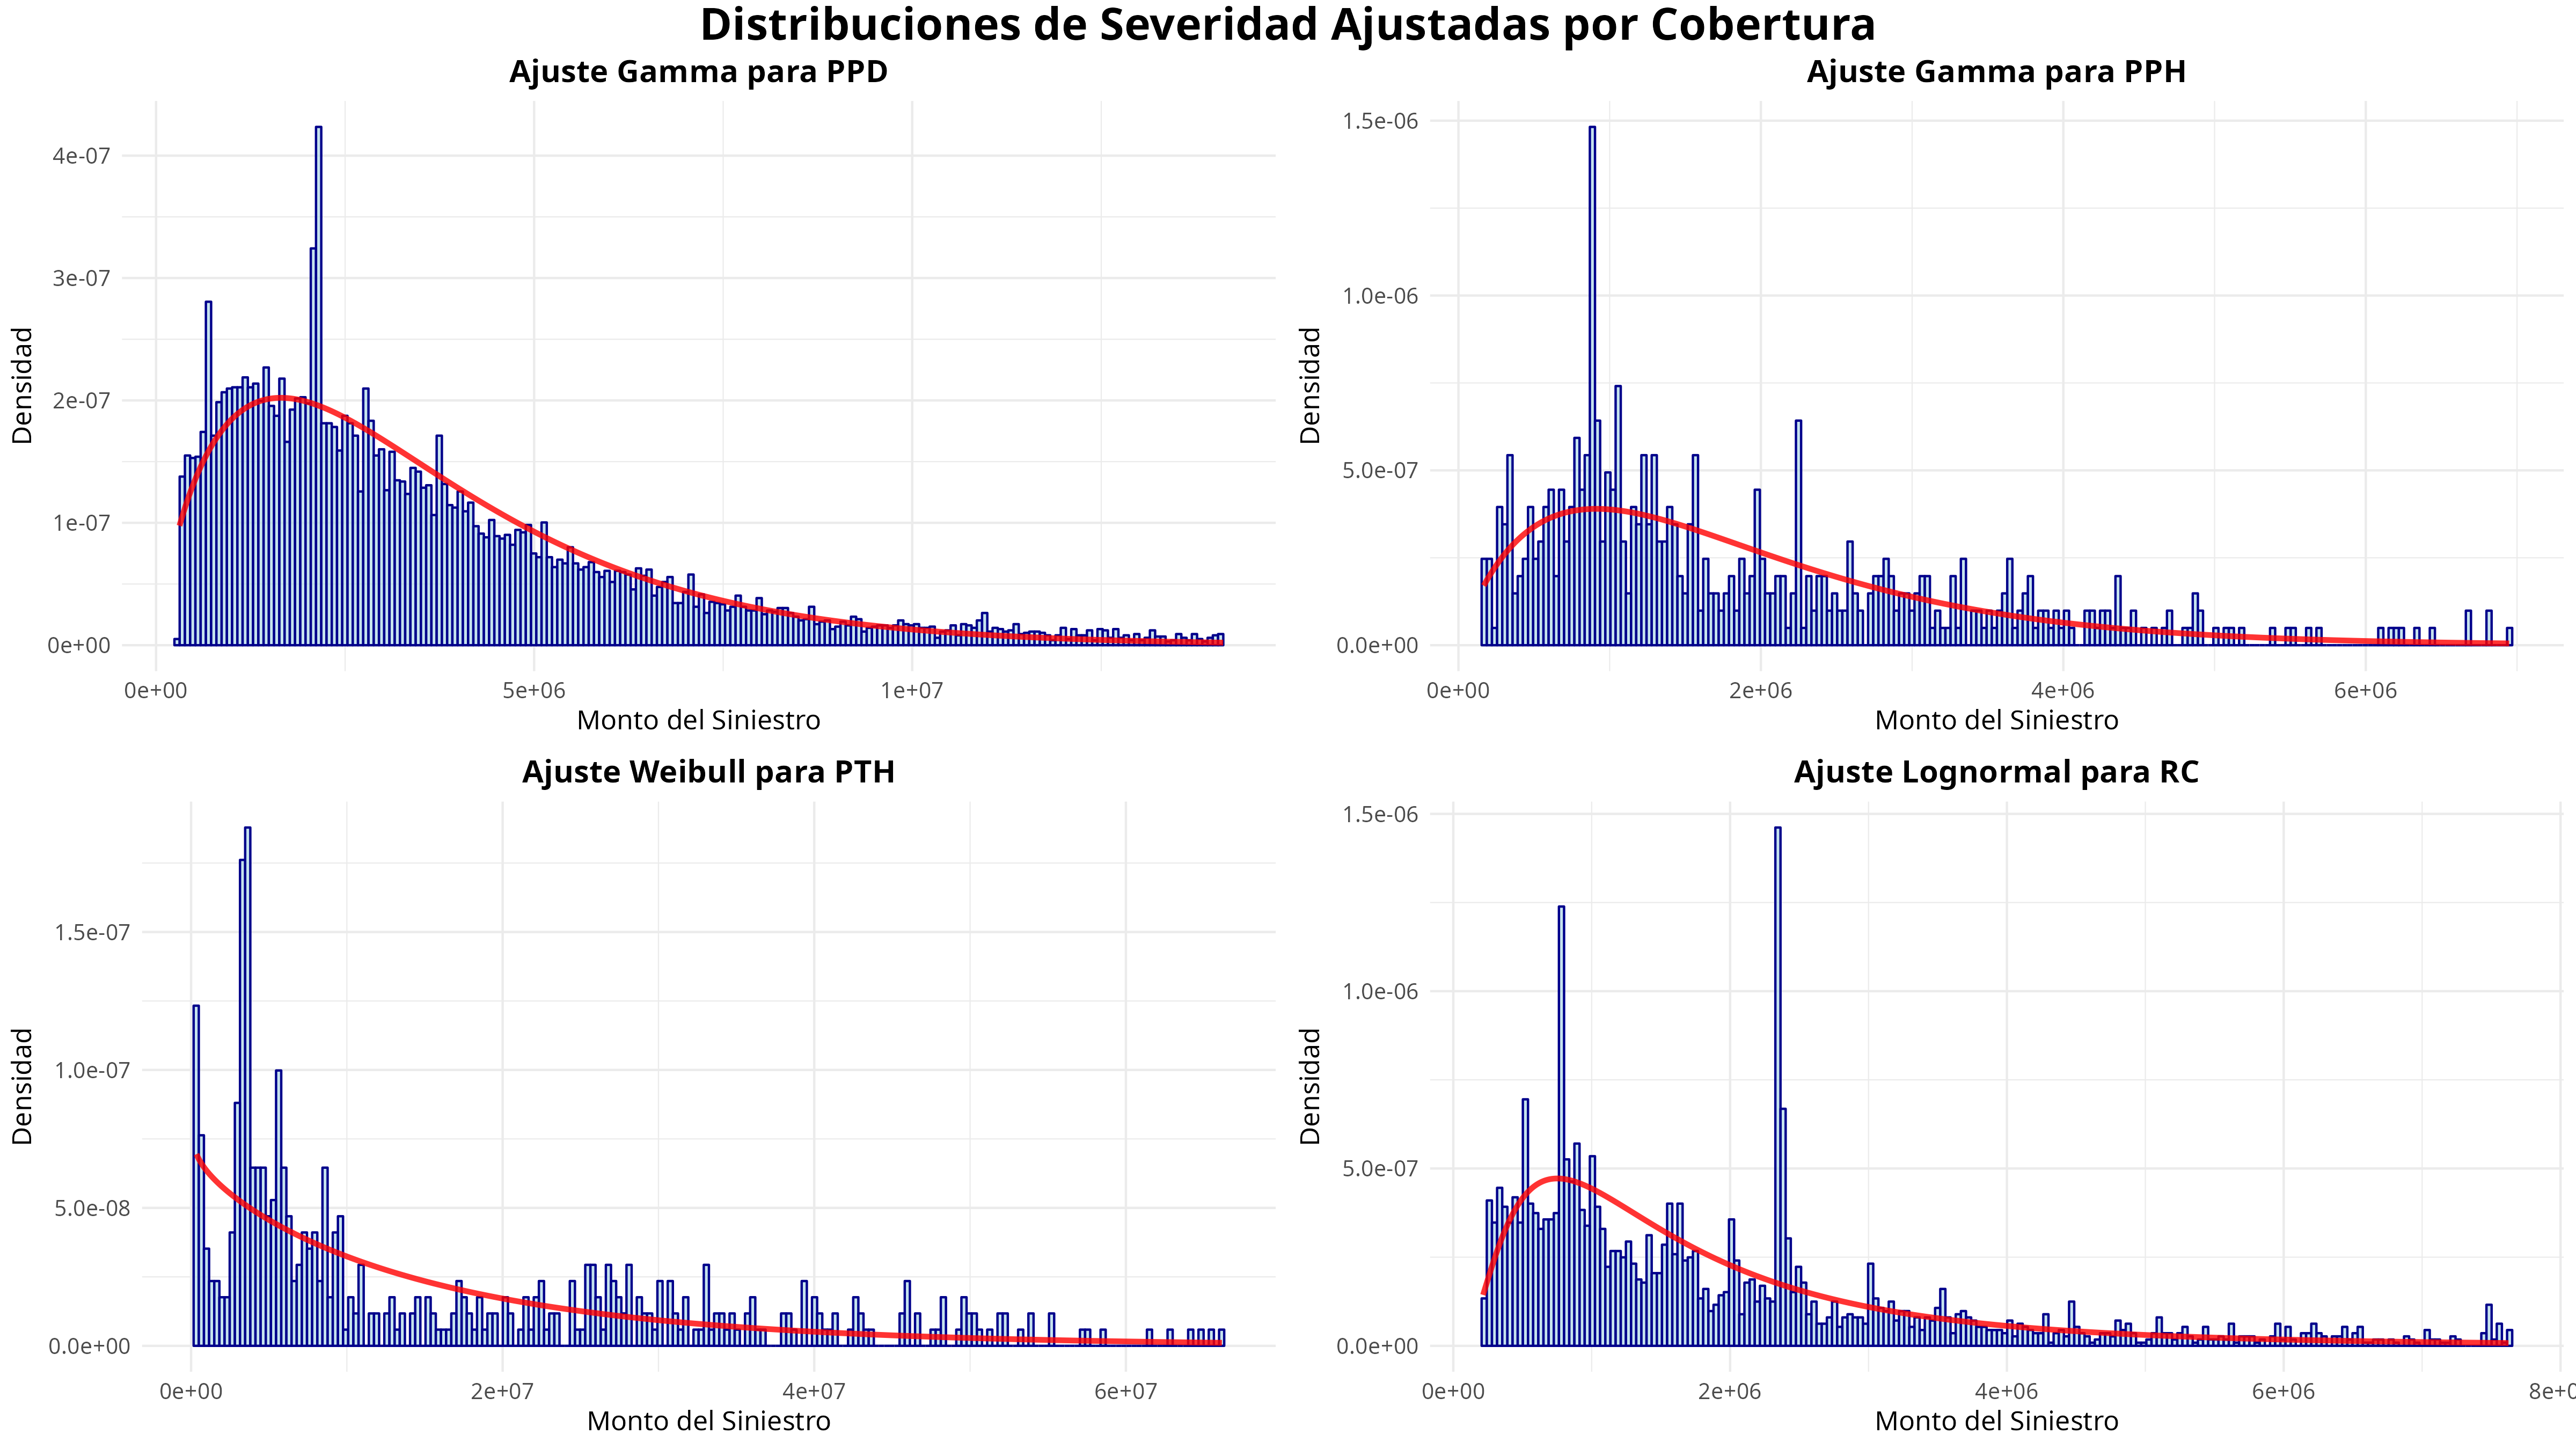 Distribuciones de Severidad Ajustadas por Cobertura
Ajuste Gamma para PPD
Densidad
4e-07
3e-07
2e-07
1e-07
0e+00
0e+00 5e+06 1e+07
Monto del Siniestro
Ajuste Gamma para PPH
Densidad
1.5e-06
1.0e-06
5.0e-07
0.0e+00
0e+00 2e+06 4e+06 6e+06
Monto del Siniestro
Ajuste Weibull para PTH
Densidad
1.5e-07
1.0e-07
5.0e-08
0.0e+00
0e+00 2e+07 4e+07 6e+07
Monto del Siniestro
Ajuste Lognormal para RC
Densidad
1.5e-06
1.0e-06
5.0e-07
0.0e+00
0e+00 2e+06 4e+06 6e+06
Monto del Siniestro